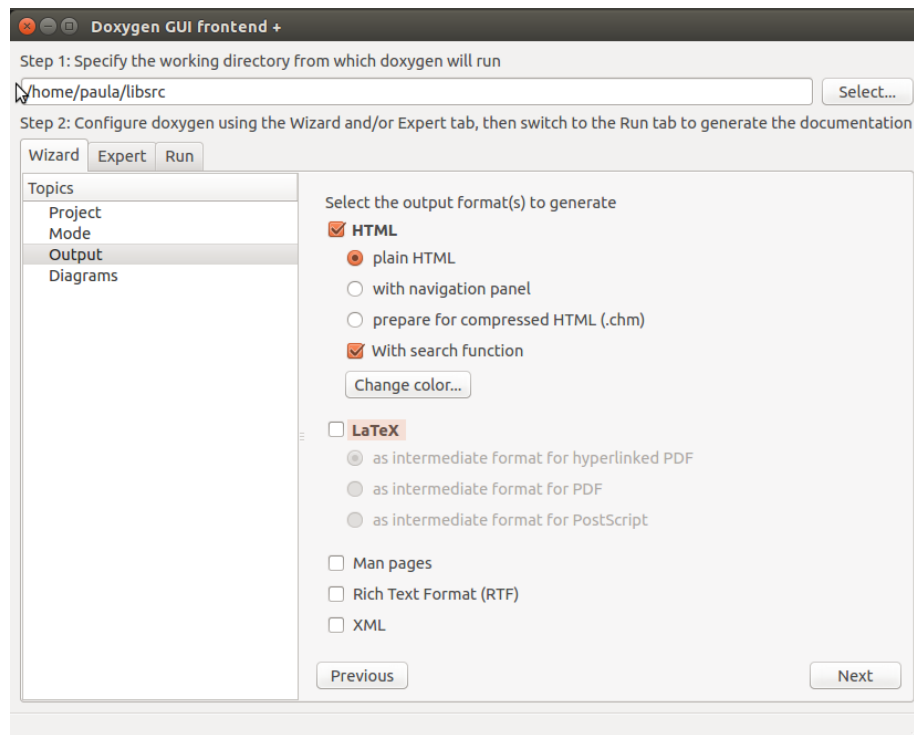 Doxygen GUI frontend +
Step 1: Specify the working directory from which doxygen will run
/home/paula/libsrc
Select...
Step 2: Configure doxygen using the Wizard and/or Expert tab, then switch to the Run tab to generate the documentation
Wizard Expert Run
Topics
Project
Mode
Output
Diagrams
Select the output format(s) to generate
HTML
plain HTML
with navigation panel
prepare for compressed HTML (.chm)
With search function
Change color...
LaTeX
as intermediate format for hyperlinked PDF
as intermediate format for PDF
as intermediate format for PostScript
Man pages
Rich Text Format (RTF)
XML
Previous
Next